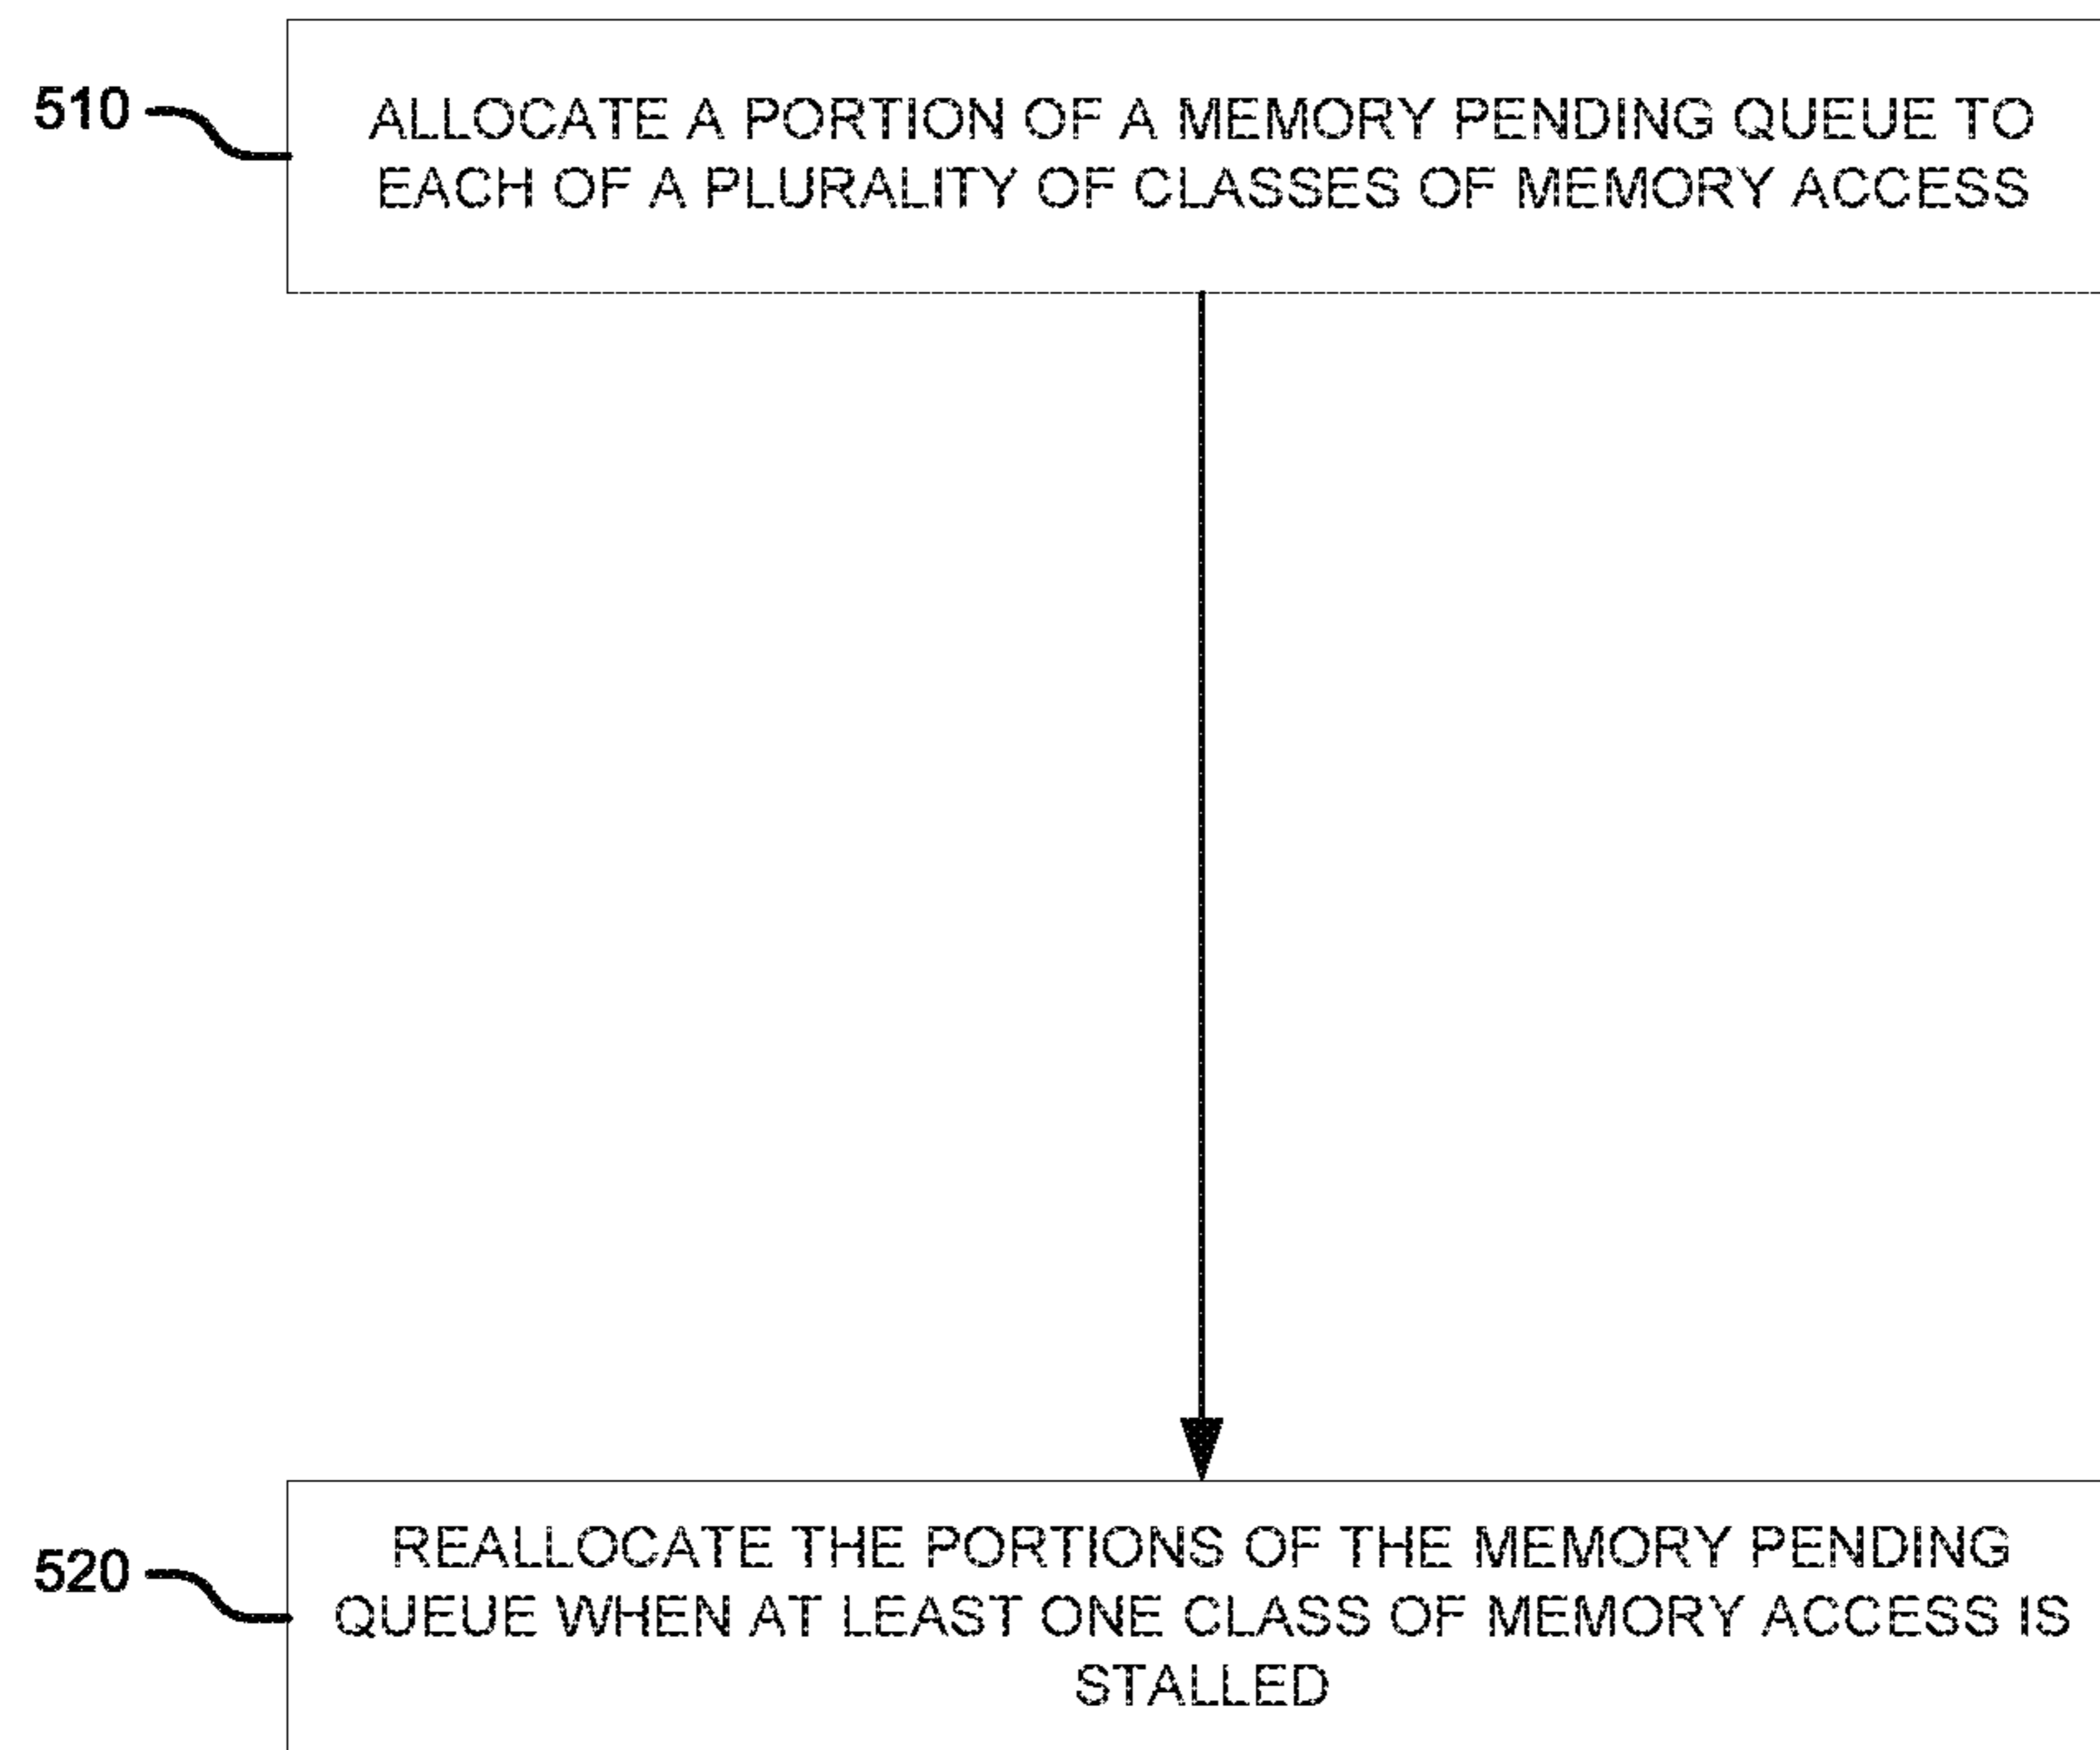 510
ALLOCATE A PORTION OF A MEMORY PENDING QUEUE TO
EACH OF A PLURALITY OF CLASSES OF MEMORY ACCESS
520
REALLOCATE THE PORTIONS OF THE MEMORY PENDING
QUEUE WHEN AT LEAST ONE CLASS OF MEMORY ACCESS IS
STALLED